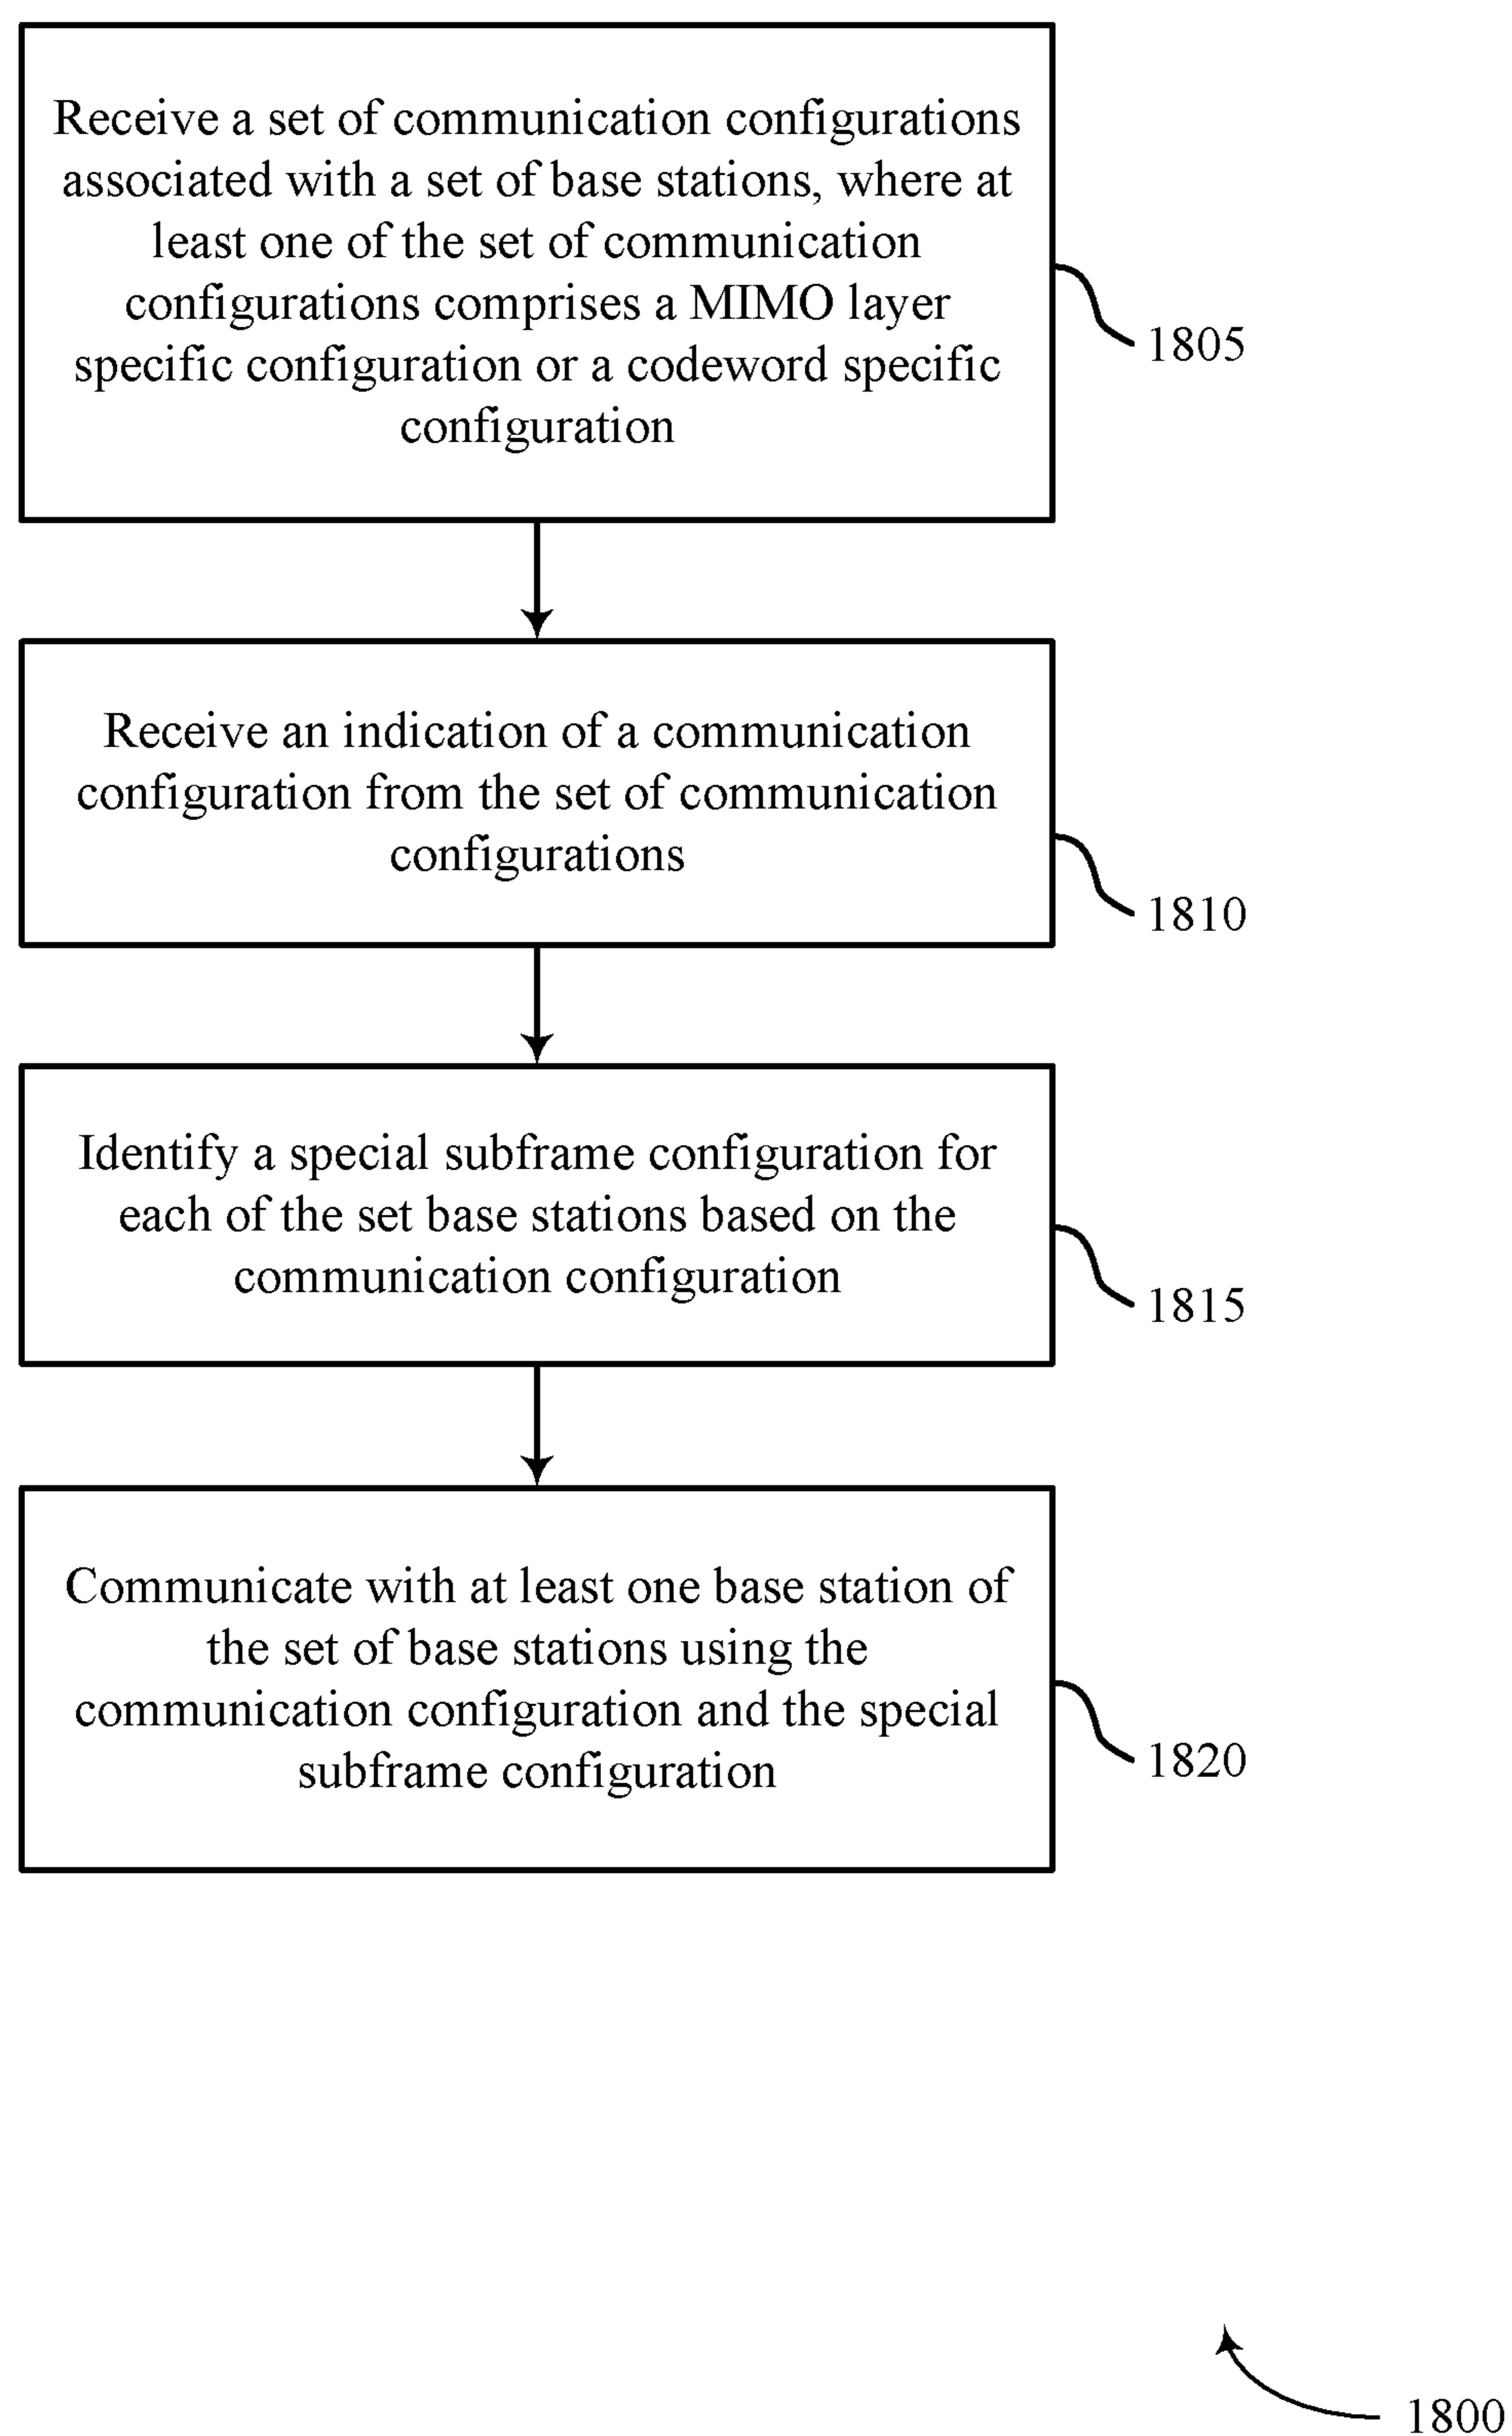 Receive a set of communication configurations
associated with a set of base stations, where at
least one of the set of communication
configurations comprises a MIMO layer
specific configuration or a codeword specific
configuration
1805
Receive an indication of a communication
configuration from the set of communication
configurations
1810
Identify a special subframe configuration for
each of the set base stations based on the
communication configuration
1815
Communicate with at least one base station of
the set of base stations using the
communication configuration and the special
subframe configuration
1820
1800